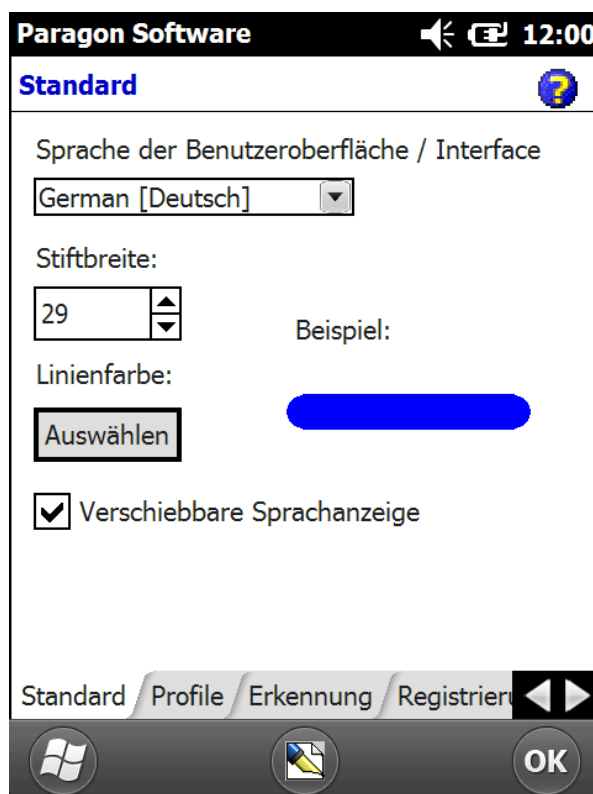 Paragon Software 12:00
Standard
Sprache der Benutzeroberfläche / Interface
German [Deutsch]
Stiftbreite:
29
Beispiel:
Linienfarbe:
Auswählen
Verschiebbare Sprachanzeige
Standard Profile Erkennung
OK